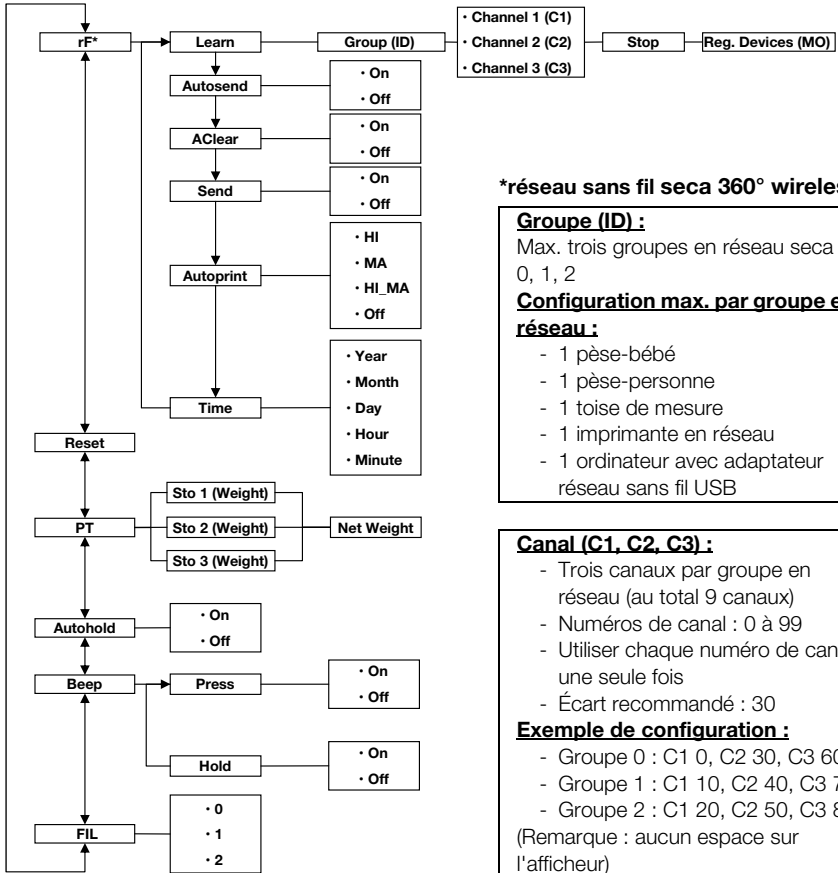 rF*
Learn
Group (ID)
· Channel 1 (C1)
· Channel 2 (C2)
· Channel 3 (C3)
Stop
Reg. Devices (MO)
Autosend
· On
· Off
AClear
· On
· Off
Send
· On
· Off
Autoprint
· HI
· MA
· HI_MA
· Off
Time
· Year
· Month
· Day
· Hour
· Minute
Reset
PT
Sto 1 (Weight)
Sto 2 (Weight)
Sto 3 (Weight)
Net Weight
Autohold
· On
· Off
Beep
Press
· On
· Off
Hold
· On
· Off
FIL
· 0
· 1
· 2
*réseau sans fil seca 360°
Groupe (ID) :
Max. trois groupes en réseau seca
0, 1, 2
Configuration max. par groupe
réseau :
- 1 pèse-bébé
- 1 pèse-personne
- 1 toise de mesure
- 1 imprimante en réseau
- 1 ordinateur avec adaptateur
réseau sans fil USB
Canal (C1, C2, C3) :
- Trois canaux par groupe en
réseau (au total 9 canaux)
- Numéros de canal : 0 à 99
- Utiliser chaque numéro de
une seule fois
- Écart recommandé : 30
Exemple de configuration :
- Groupe 0 : C1 0, C2 30, C3 60
- Groupe 1 : C1 10, C2 40, C3
- Groupe 2 : C1 20, C2 50, C3
(Remarque : aucun espace sur
l'afficheur)